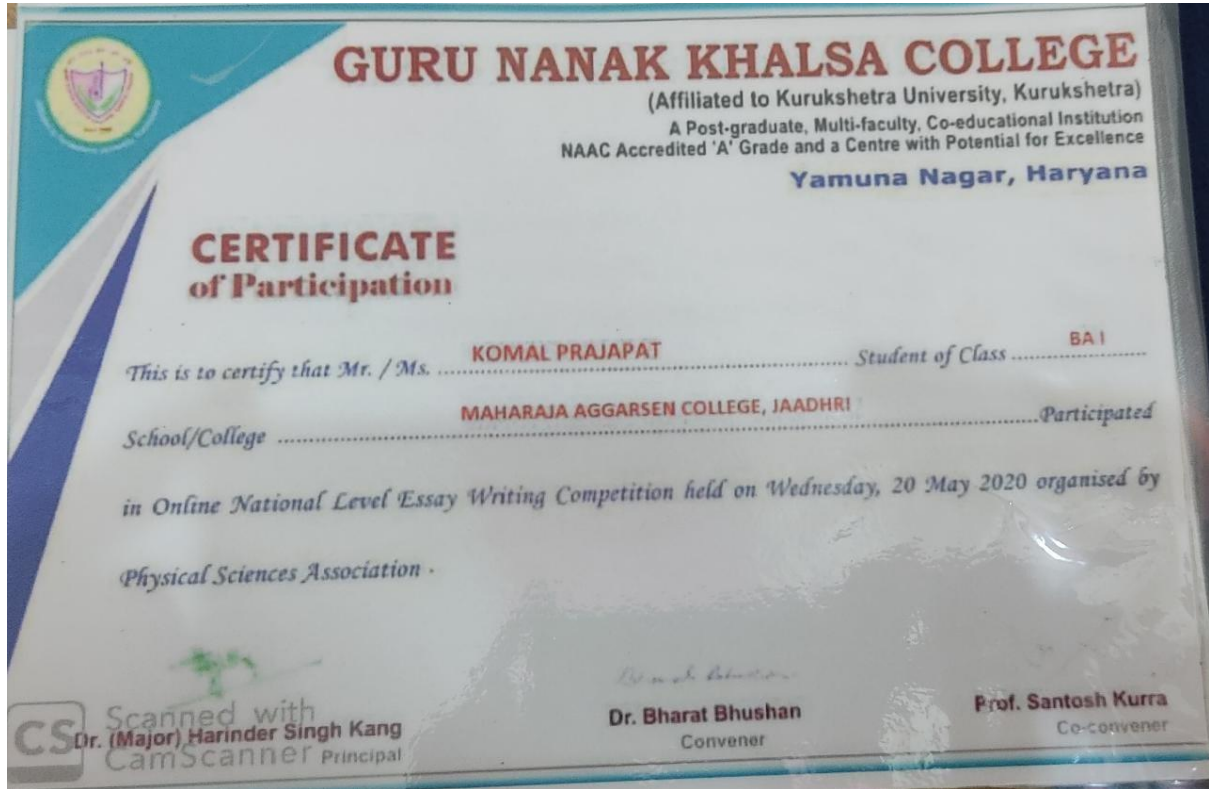 GURU NANAK KHALSA COLLEGE
(Affiliated to Kurukshetra University, Kurukshetra)
A Post-graduate, Multi-faculty, Co-educational Institution
NAAC Accredited 'A' Grade and a Centre with Potential for Excellence
Yamuna Nagar, Haryana
CERTIFICATE
of Participation
This is to certify that Mr. / Ms. KOMAL PRAJAPAT Student of Class BA I
School/College MAHARAJA AGGARSEN COLLEGE, JAADHRI Participated
in Online National Level Essay Writing Competition held on Wednesday, 20 May 2020 organised by
Physical Sciences Association .
Dr. (Major) Harinder Singh Kang
Principal
Dr. Bharat Bhushan
Convener
Prof. Santosh Kurra
Co-convener
CS
Scanned with
CamScanner